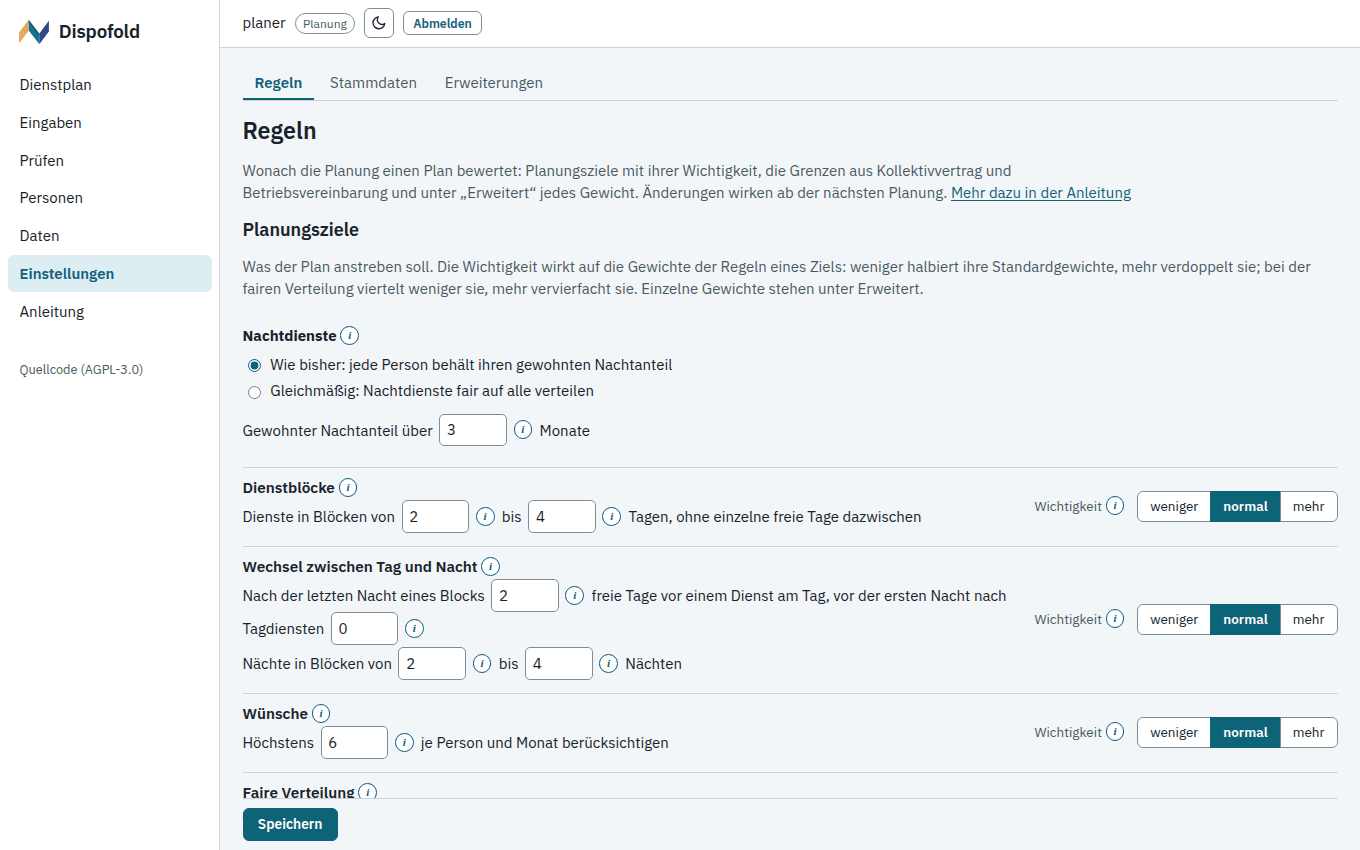 Dispofold
planer Planung Abmelden
Dienstplan
Eingaben
Prüfen
Personen
Daten
Einstellungen
Anleitung
Quellcode (AGPL-3.0)
Regeln Stammdaten Erweiterungen
Regeln
Wonach die Planung einen Plan bewertet: Planungsziele mit ihrer Wichtigkeit, die Grenzen aus Kollektivvertrag und
Betriebsvereinbarung und unter „Erweitert“ jedes Gewicht. Änderungen wirken ab der nächsten Planung. Mehr dazu in der Anleitung
Planungsziele
Was der Plan anstreben soll. Die Wichtigkeit wirkt auf die Gewichte der Regeln eines Ziels: weniger halbiert ihre Standardgewichte, mehr verdoppelt sie; bei der
fairen Verteilung viertelt weniger sie, mehr vervierfacht sie. Einzelne Gewichte stehen unter Erweitert.
Nachtdienste i
Wie bisher: jede Person behält ihren gewohnten Nachtanteil
Gleichmäßig: Nachtdienste fair auf alle verteilen
Gewohnter Nachtanteil über 3 i Monate
Dienstblöcke i
Dienste in Blöcken von 2 i bis 4 i Tagen, ohne einzelne freie Tage dazwischen
Wichtigkeit i weniger normal mehr
Wechsel zwischen Tag und Nacht i
Nach der letzten Nacht eines Blocks 2 i freie Tage vor einem Dienst am Tag, vor der ersten Nacht nach
Tagdiensten 0 i
Nächte in Blöcken von 2 i bis 4 i Nächten
Wichtigkeit i weniger normal mehr
Wünsche i
Höchstens 6 i je Person und Monat berücksichtigen
Wichtigkeit i weniger normal mehr
Faire Verteilung i
Speichern